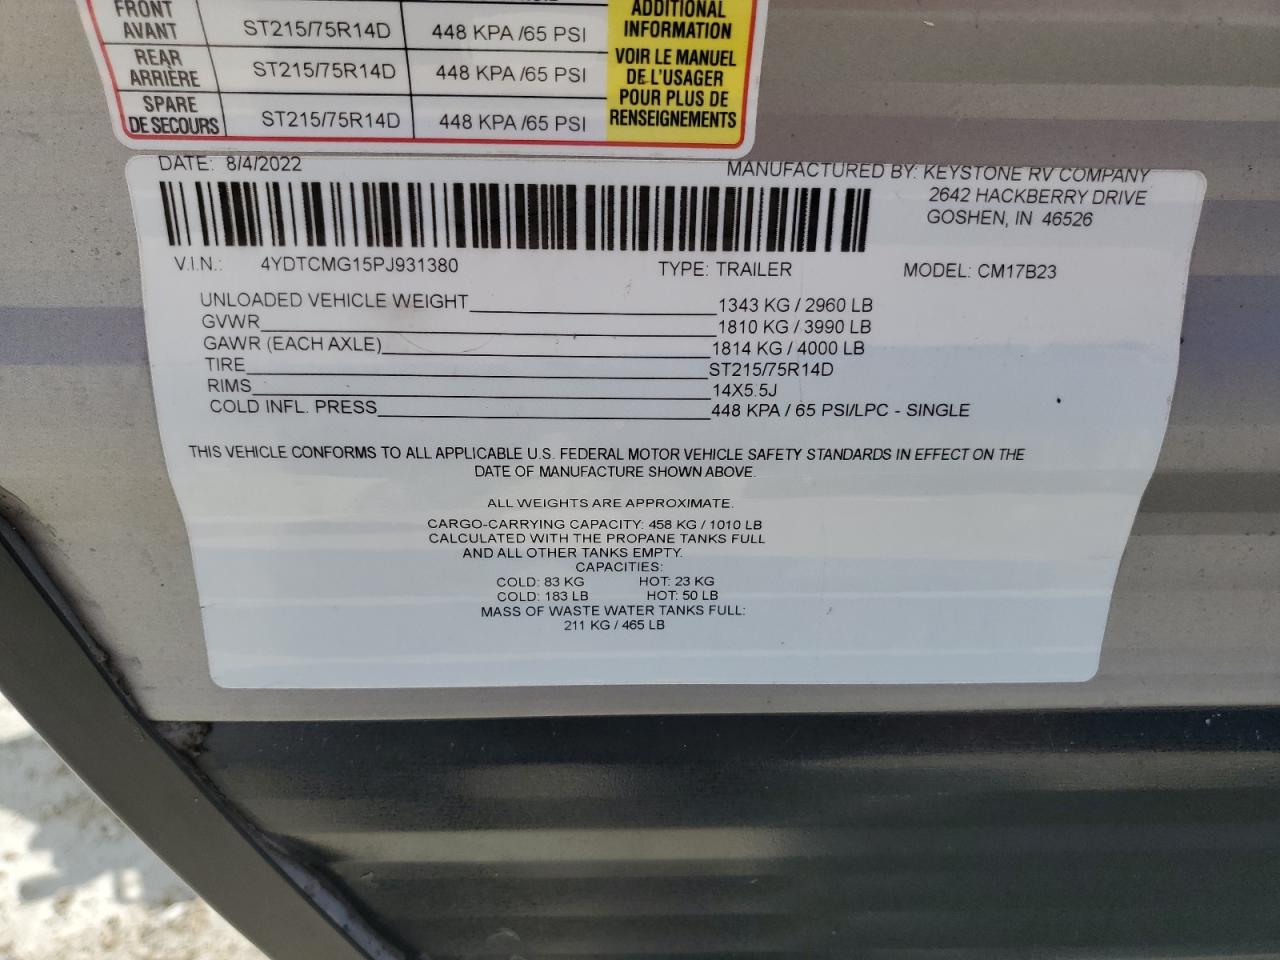 FRONT ADDITIONAL
AVANT ST215/75R14D 448 KPA /65 PSI INFORMATION
REAR VOIR LE MANUEL
ARRIÈRE ST215/75R14D 448 KPA /65 PSI DE L'USAGER
SPARE POUR PLUS DE
DE SECOURS ST215/75R14D 448 KPA /65 PSI RENSEIGNEMENTS
DATE: 8/4/2022 MANUFACTURED BY: KEYSTONE RV COMPANY
2642 HACKBERRY DRIVE
GOSHEN, IN 46526
V.I.N.: 4YDTCMG15PJ931380 TYPE: TRAILER MODEL: CM17B23
UNLOADED VEHICLE WEIGHT 1343 KG / 2960 LB
GVWR 1810 KG / 3990 LB
GAWR (EACH AXLE) 1814 KG / 4000 LB
TIRE ST215/75R14D
RIMS 14X5.5J
COLD INFL. PRESS 448 KPA / 65 PSI/LPC - SINGLE
THIS VEHICLE CONFORMS TO ALL APPLICABLE U.S. FEDERAL MOTOR VEHICLE SAFETY STANDARDS IN EFFECT ON THE
DATE OF MANUFACTURE SHOWN ABOVE.
ALL WEIGHTS ARE APPROXIMATE.
CARGO-CARRYING CAPACITY: 458 KG / 1010 LB
CALCULATED WITH THE PROPANE TANKS FULL
AND ALL OTHER TANKS EMPTY.
CAPACITIES:
COLD: 83 KG HOT: 23 KG
COLD: 183 LB HOT: 50 LB
MASS OF WASTE WATER TANKS FULL:
211 KG / 465 LB